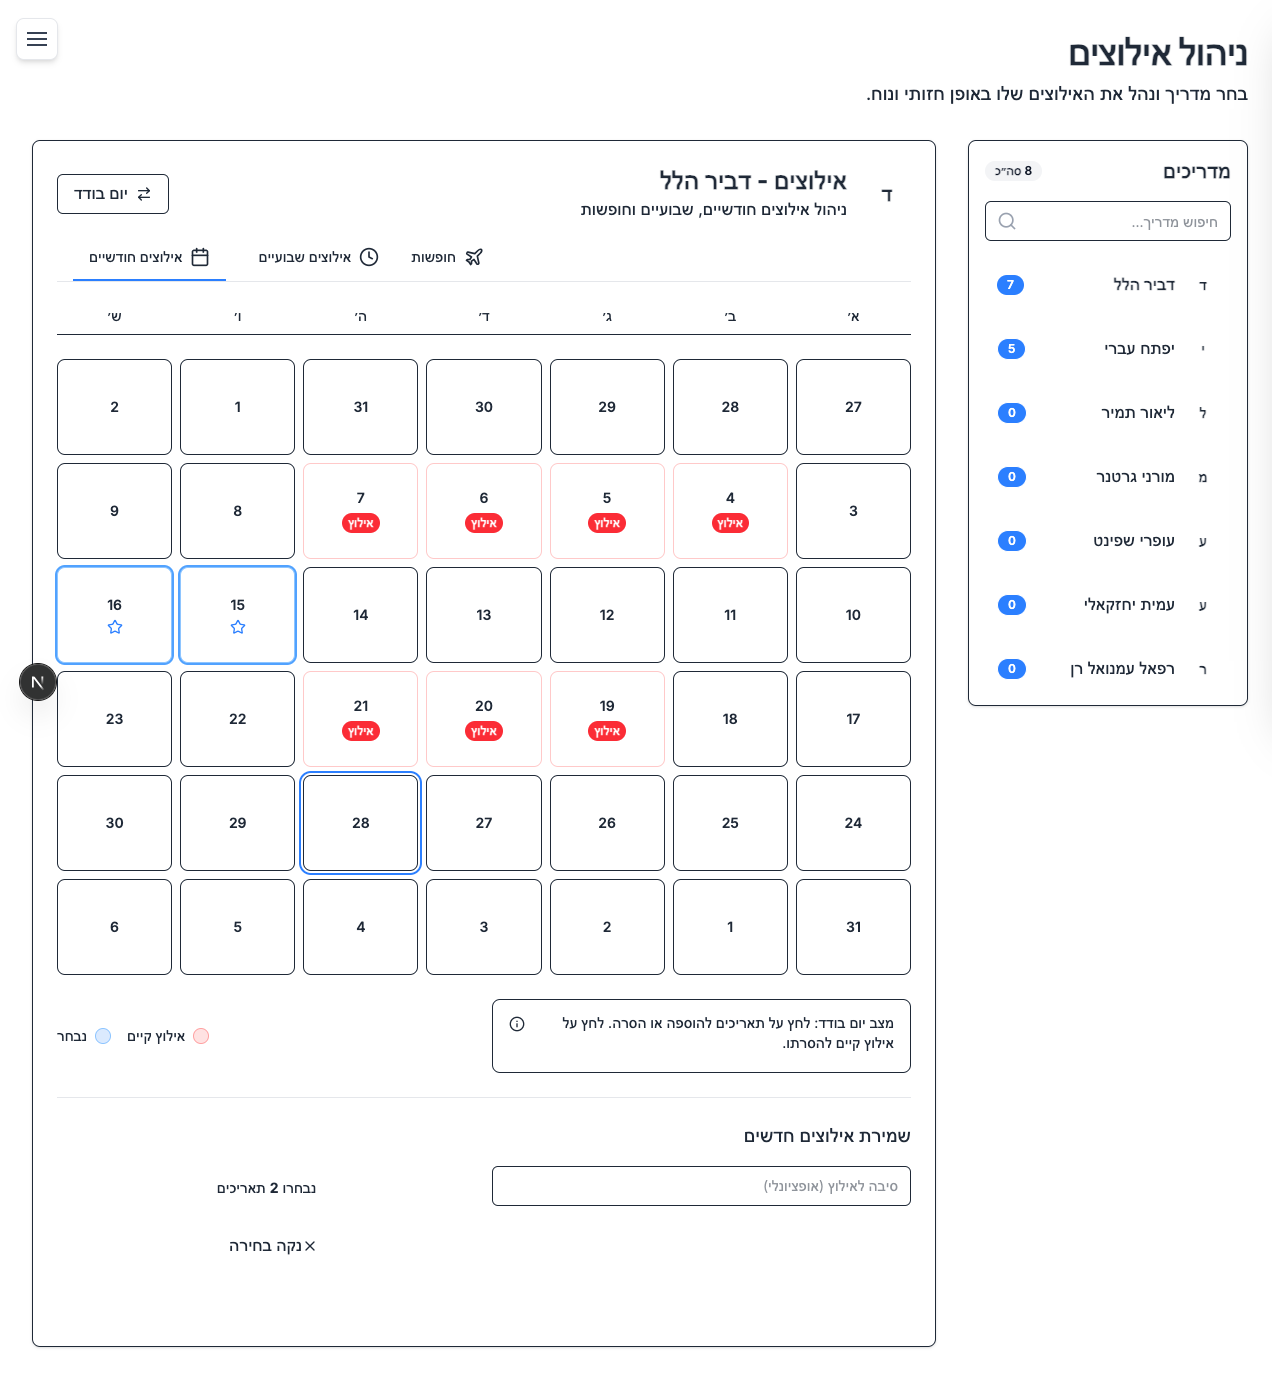 ניהול אילוצים
בחר מדריך ונהל את האילוצים שלו באופן חזותי ונוח.
מדריכים
8 סה״כ
חיפוש מדריך...
ד דביר הלל 7
י יפתח עברי 5
ל ליאור תמיר 0
מ מורני גרטנר 0
ע עופרי שפינט 0
ע עמית יחזקאלי 0
ר רפאל עמנואל רן 0
ד
אילוצים - דביר הלל
ניהול אילוצים חודשיים, שבועיים וחופשות
יום בודד
חופשות
אילוצים שבועיים
אילוצים חודשיים
א׳ ב׳ ג׳ ד׳ ה׳ ו׳ ש׳
27 28 29 30 31 1 2
3 4 5 6 7 8 9
אילוץ אילוץ אילוץ אילוץ
10 11 12 13 14 15 16
17 18 19 20 21 22 23
אילוץ אילוץ אילוץ
24 25 26 27 28 29 30
31 1 2 3 4 5 6
מצב יום בודד: לחץ על תאריכים להוספה או הסרה. לחץ על
אילוץ קיים להסרתו.
אילוץ קיים
נבחר
שמירת אילוצים חדשים
סיבה לאילוץ (אופציונלי)
נבחרו 2 תאריכים
נקה בחירה
N